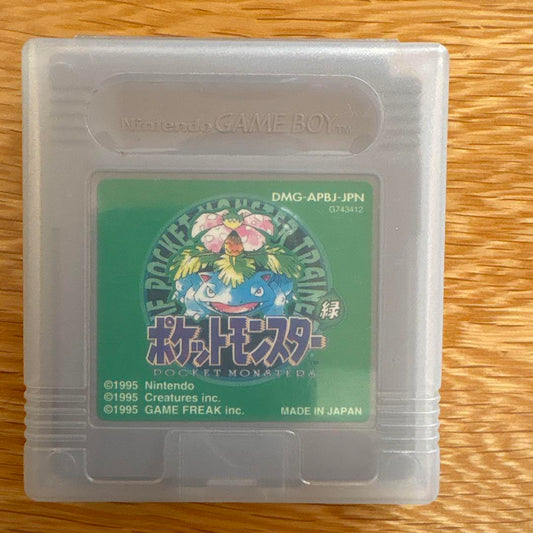 Nintendo GAME BOY™
DMG-APBJ-JPN
G743412
THE POCKET MONSTER TRAINER
緑
ポケットモンスター
POCKET MONSTERS
©1995 Nintendo
©1995 Creatures inc.
©1995 GAME FREAK inc.
MADE IN JAPAN